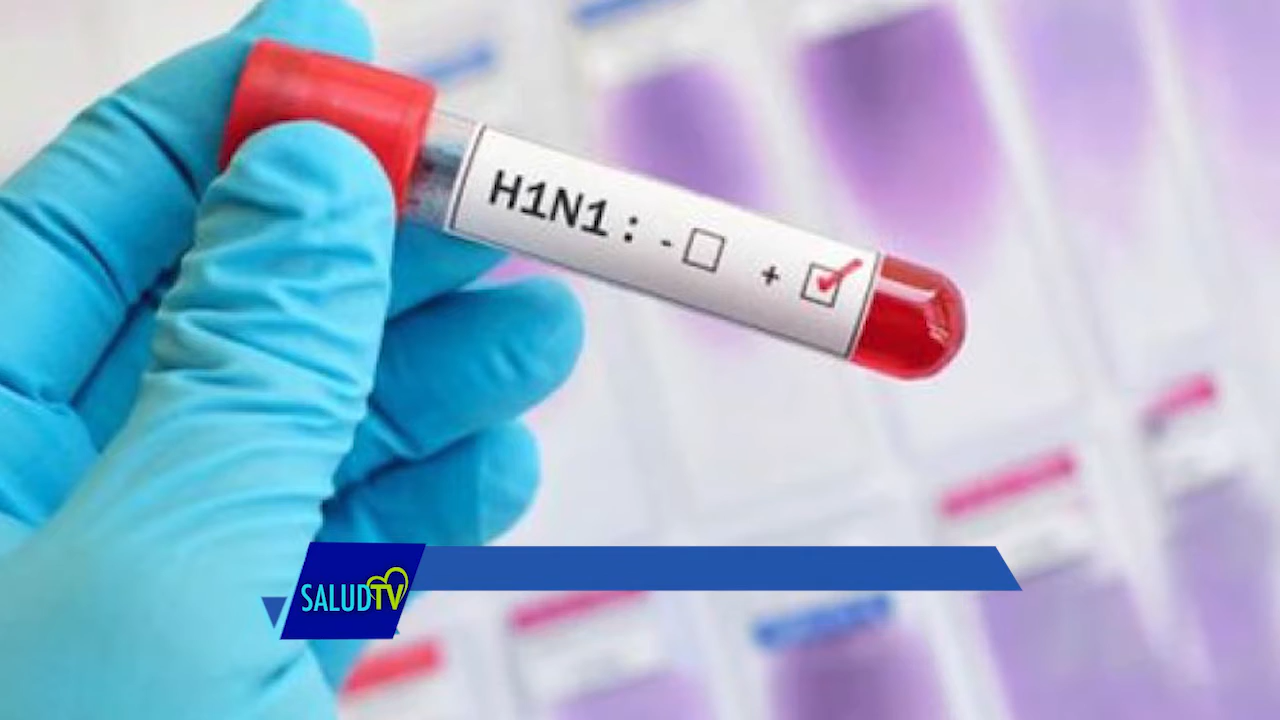 H1N1 : - ☐ + ☑
SALUDTV